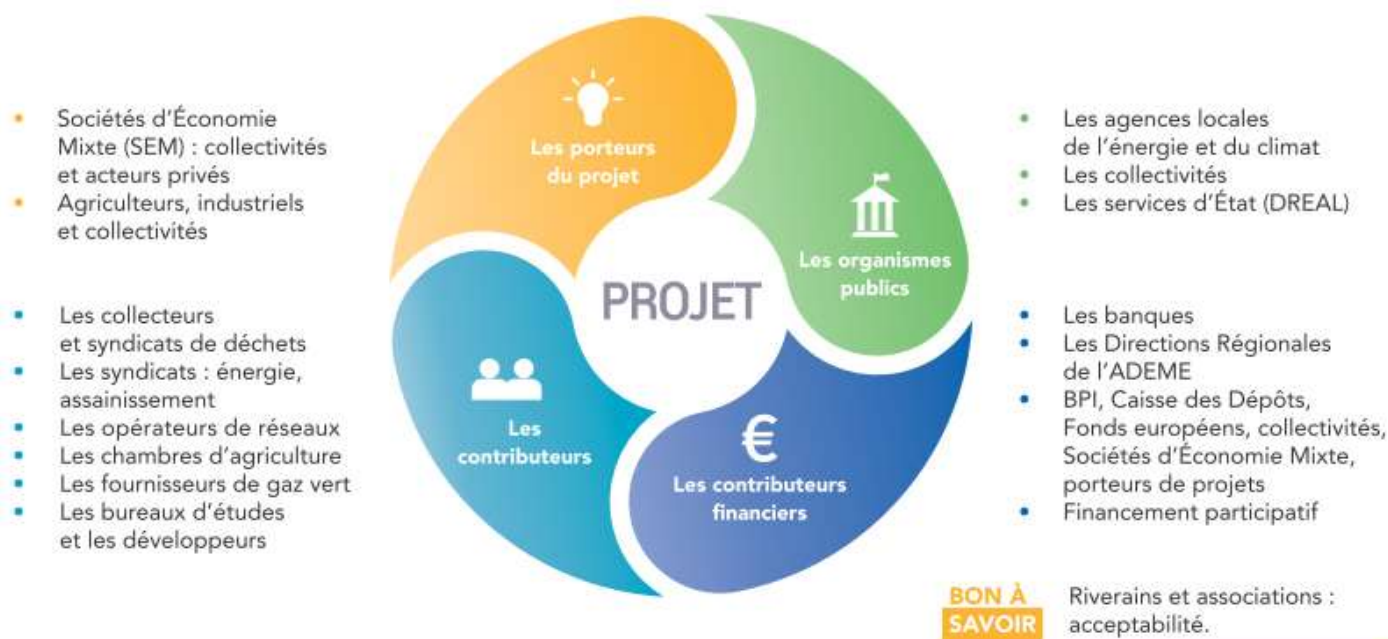 Sociétés d'Économie
Mixte (SEM) : collectivités
et acteurs privés
Agriculteurs, industriels
et collectivités
Les porteurs
du projet
Les agences locales
de l'énergie et du climat
Les collectivités
Les services d'État (DREAL)
Les organismes
publics
PROJET
Les collecteurs
et syndicats de déchets
Les syndicats : énergie,
assainissement
Les opérateurs de réseaux
Les chambres d'agriculture
Les fournisseurs de gaz vert
Les bureaux d'études
et les développeurs
Les
contributeurs
€
Les contributeurs
financiers
Les banques
Les Directions Régionales
de l'ADEME
BPI, Caisse des Dépôts,
Fonds européens, collectivités,
Sociétés d'Économie Mixte,
porteurs de projets
Financement participatif
BON À
SAVOIR
Riverains et associations :
acceptabilité.